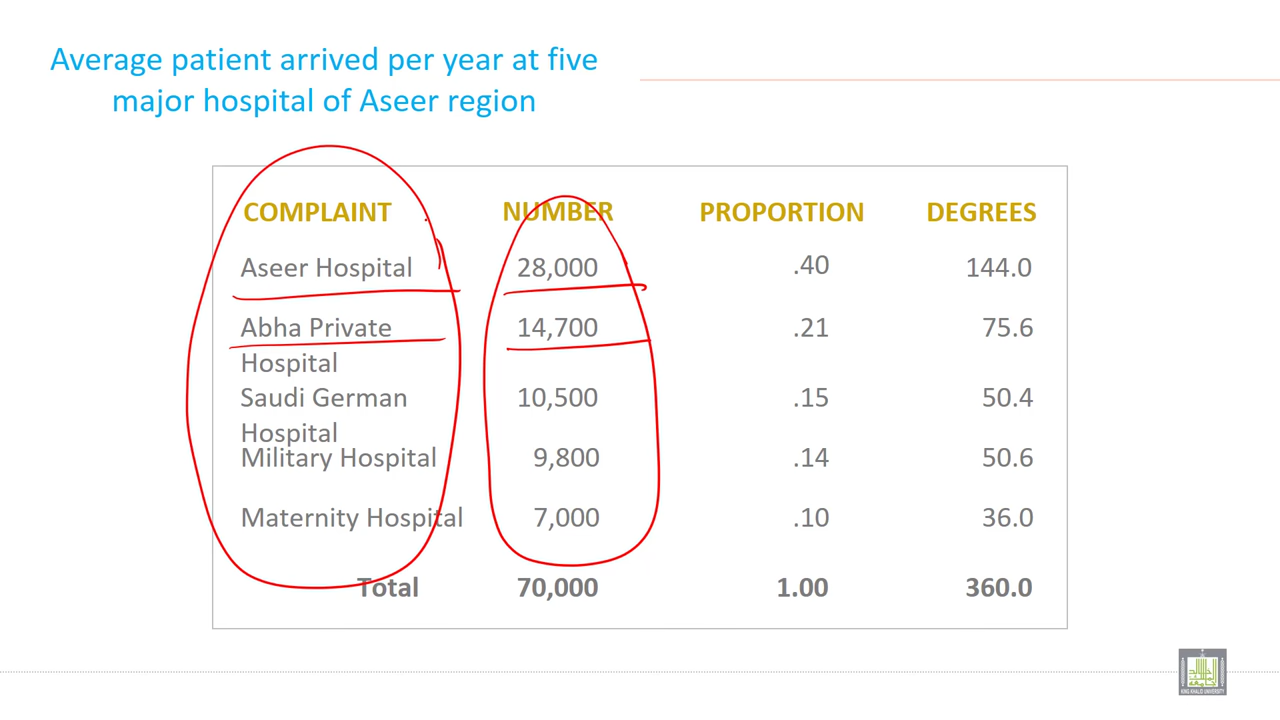 Average patient arrived per year at five
major hospital of Aseer region
COMPLAINT NUMBER PROPORTION DEGREES
Aseer Hospital 28,000 .40 144.0
Abha Private 14,700 .21 75.6
Hospital
Saudi German 10,500 .15 50.4
Hospital
Military Hospital 9,800 .14 50.6
Maternity Hospital 7,000 .10 36.0
Total 70,000 1.00 360.0
KING KHALID UNIVERSITY